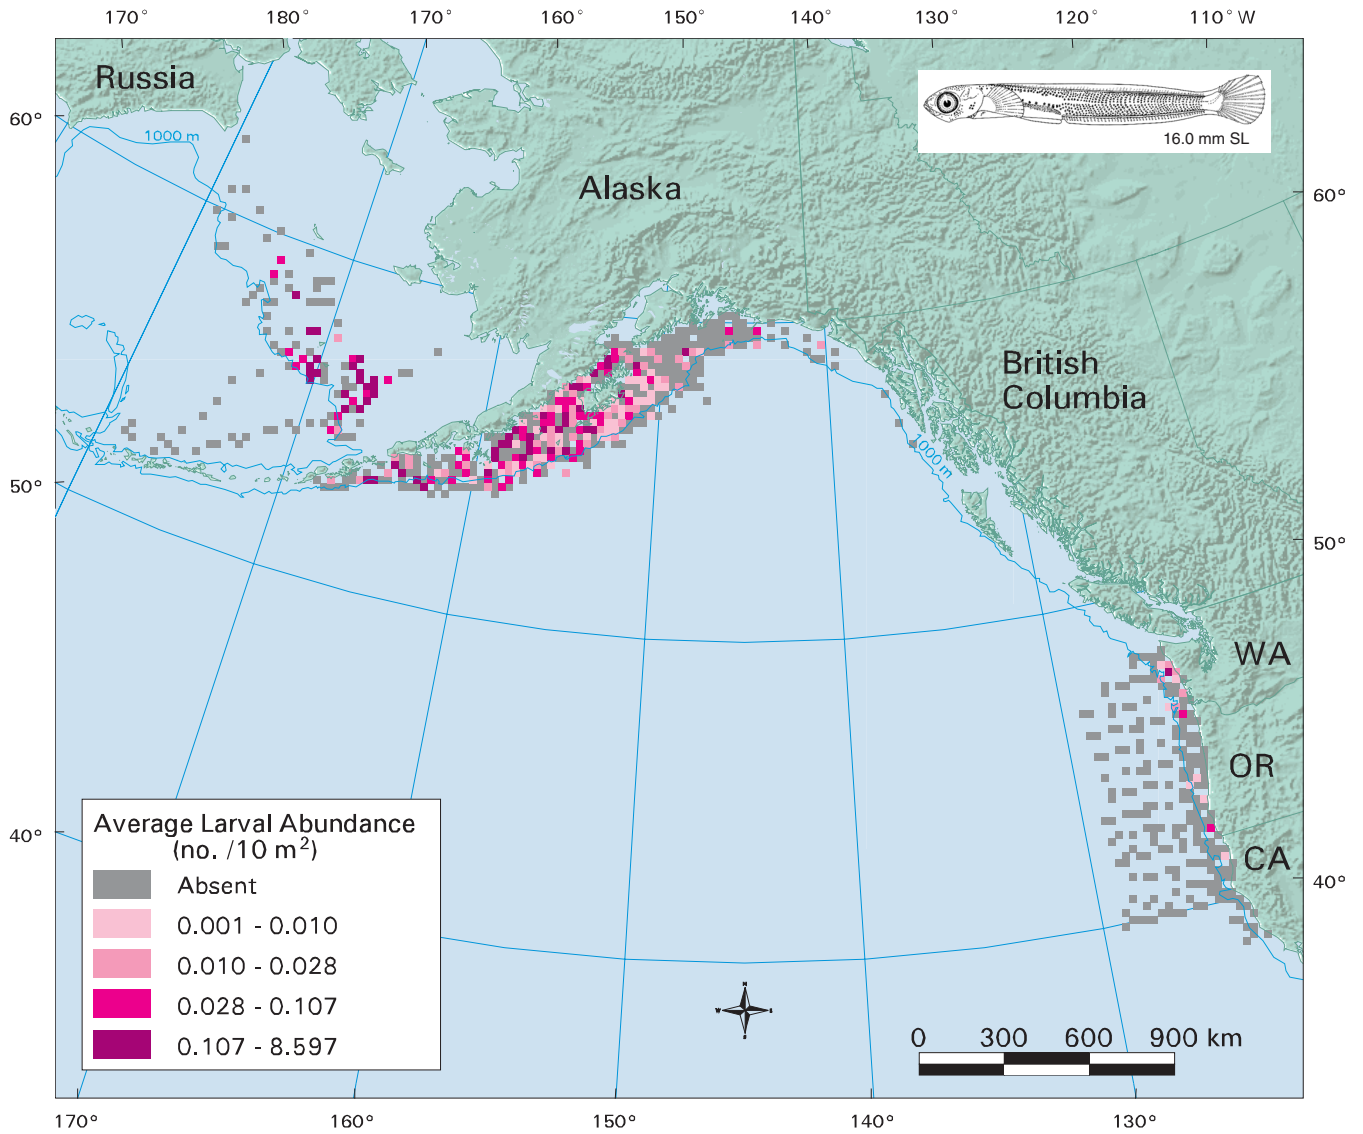 170° 180° 170° 160° 150° 140° 130° 120° 110° W
Russia
60°
1000 m
16.0 mm SL
Alaska
60°
British
Columbia
1000 m
50°
50°
WA
OR
CA
40°
40°
Average Larval Abundance
(no. /10 m²)
Absent
0.001 - 0.010
0.010 - 0.028
0.028 - 0.107
0.107 - 8.597
N
W
S
0 300 600 900 km
170° 160° 150° 140° 130°